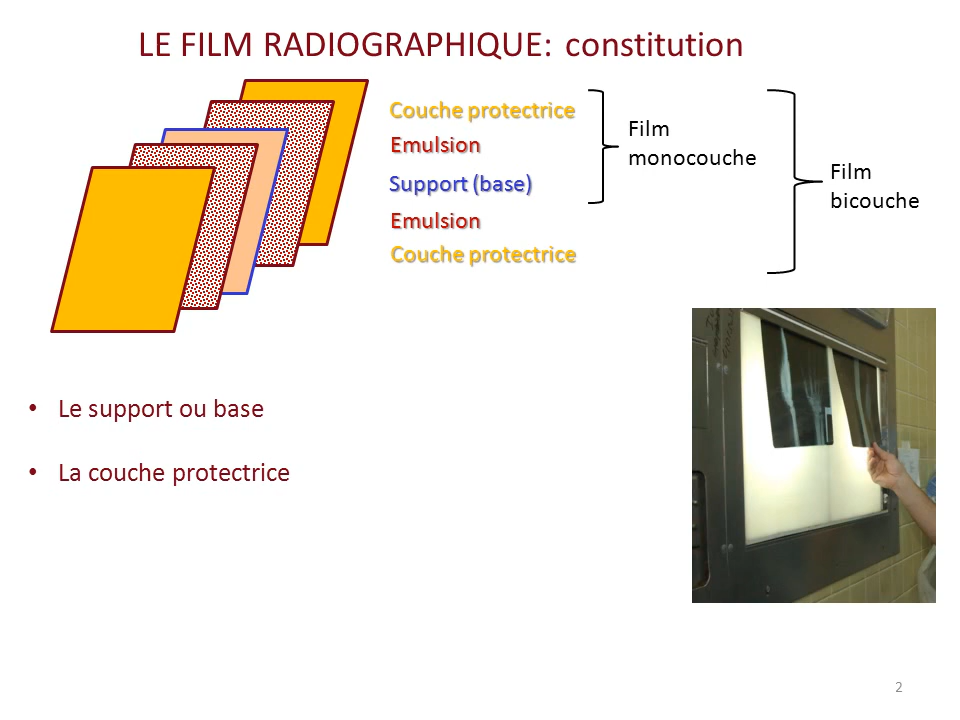 LE FILM RADIOGRAPHIQUE: constitution
Couche protectrice
Emulsion
Support (base)
Emulsion
Couche protectrice
Film
monocouche
Film
bicouche
• Le support ou base
• La couche protectrice
2